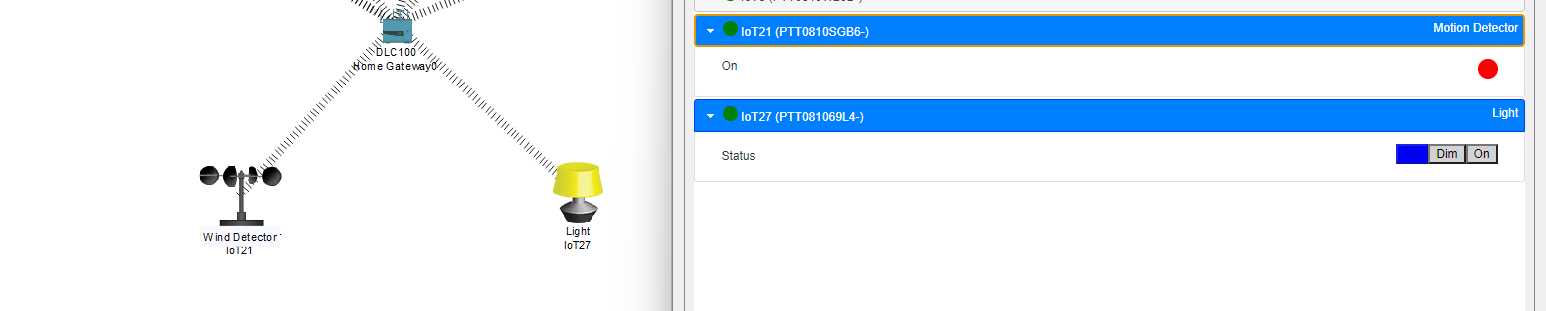 DLC100
Home Gateway0
Wind Detector
IoT21
Light
IoT27
IoT21 (PTT0810SGB6-)
Motion Detector
On
IoT27 (PTT081069L4-)
Light
Status
Dim
On